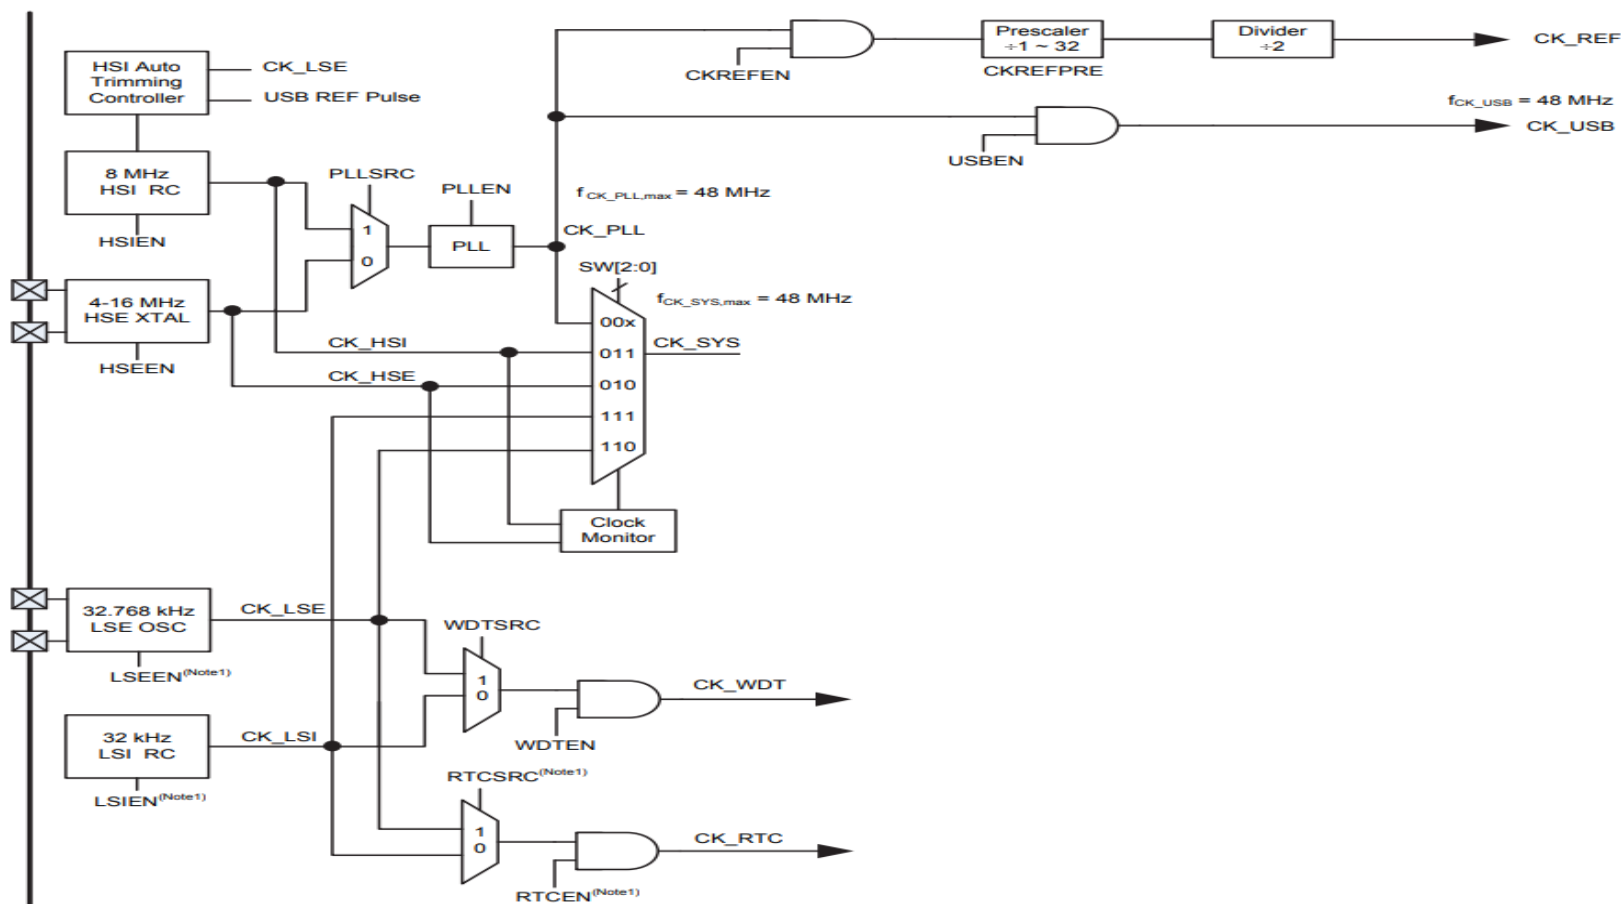 HSI Auto
Trimming
Controller
CK_LSE
USB REF Pulse
8 MHz
HSI RC
HSIEN
4-16 MHz
HSE XTAL
HSEEN
PLLSRC
1
0
PLLEN
PLL
fCK_PLL,max = 48 MHz
CK_PLL
CKREFEN
Prescaler
÷1 ~ 32
CKREFPRE
Divider
÷2
CK_REF
USBEN
fCK_USB = 48 MHz
CK_USB
SW[2:0]
fCK_SYS,max = 48 MHz
00x
011
010
111
110
CK_SYS
CK_HSI
CK_HSE
Clock
Monitor
32.768 kHz
LSE OSC
LSEEN(Note1)
CK_LSE
32 kHz
LSI RC
LSIEN(Note1)
CK_LSI
WDTSRC
1
0
WDTEN
CK_WDT
RTCSRC(Note1)
1
0
RTCEN(Note1)
CK_RTC